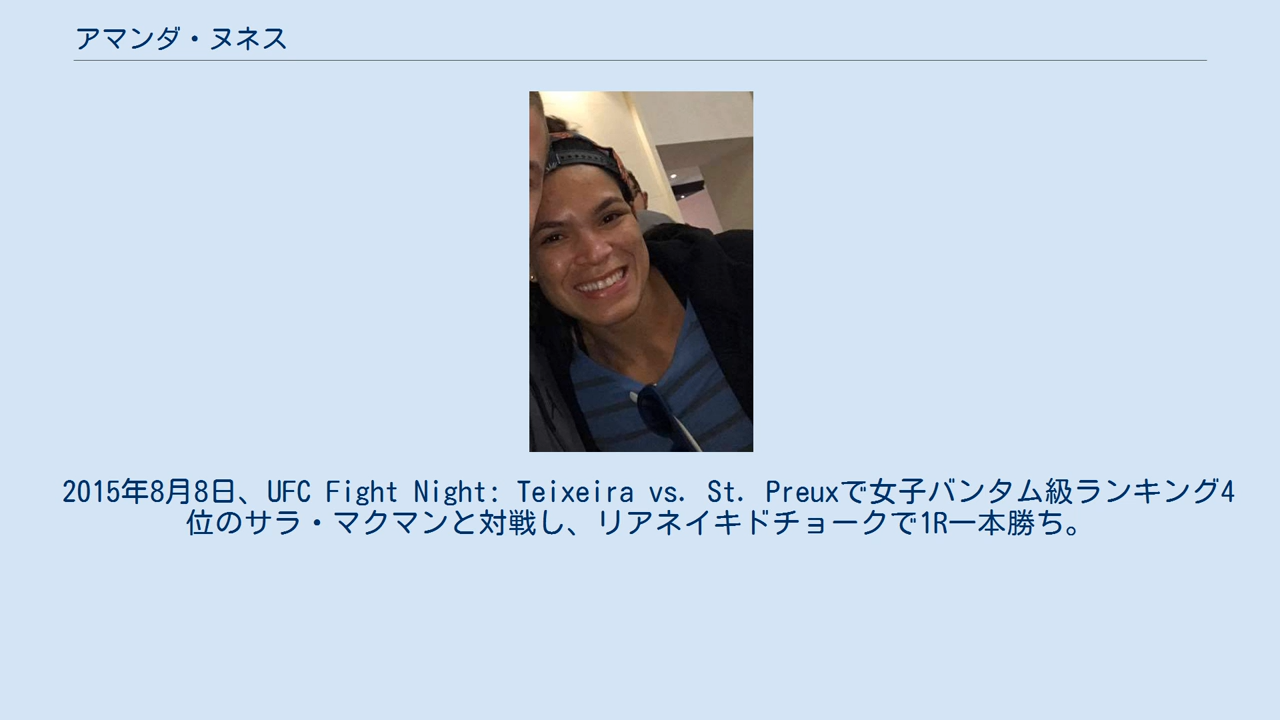 アマンダ・ヌネス
2015年8月8日、UFC Fight Night: Teixeira vs. St. Preuxで女子バンタム級ランキング4
位のサラ・マクマンと対戦し、リアネイキドチョークで1R一本勝ち。